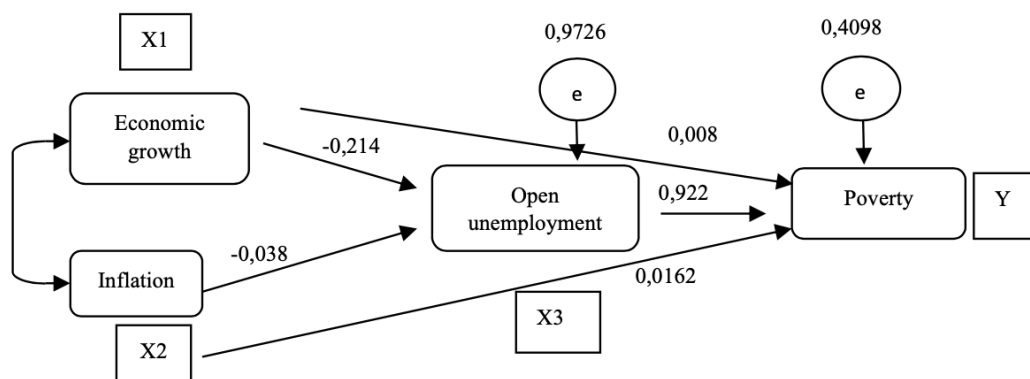 X1
0,9726
0,4098
e
e
Economic
growth
0,008
-0,214
Open
unemployment
0,922
Poverty
Y
Inflation
-0,038
0,0162
X3
X2